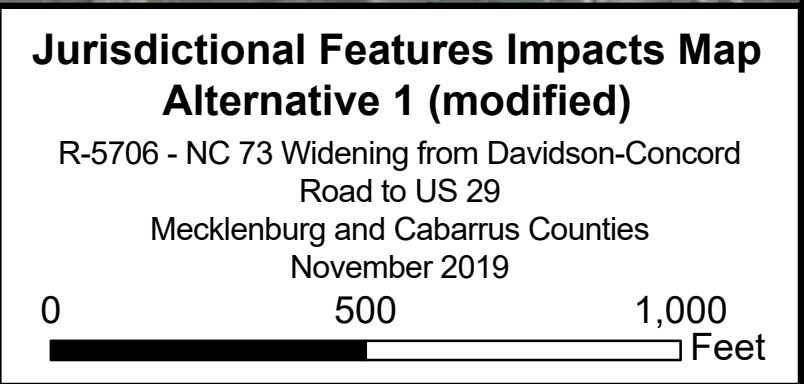 Jurisdictional Features Impacts Map
Alternative 1 (modified)
R-5706 - NC 73 Widening from Davidson-Concord
Road to US 29
Mecklenburg and Cabarrus Counties
November 2019
0 500 1,000
Feet